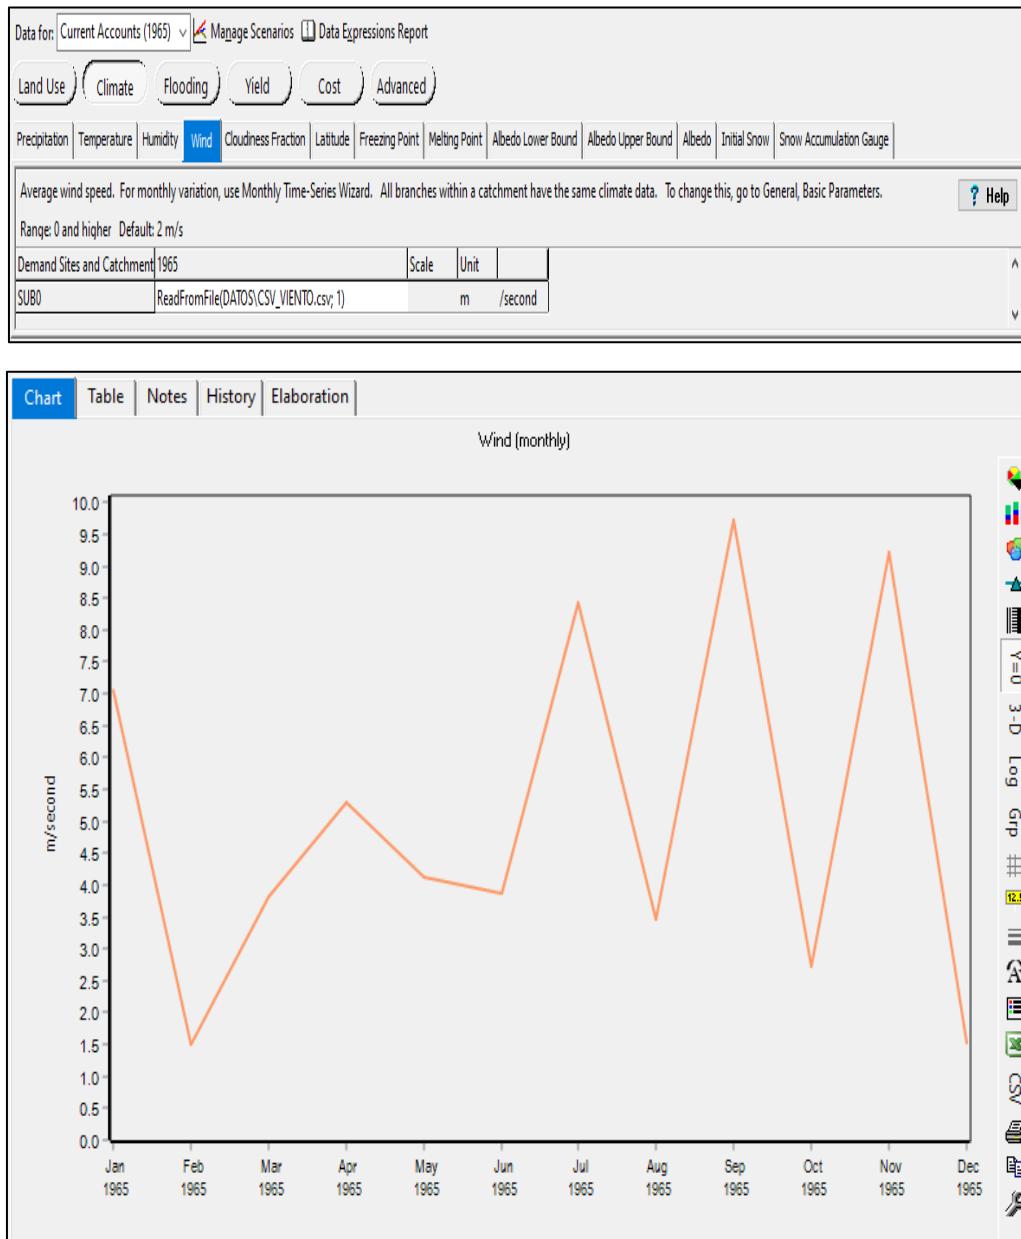 Data for: Current Accounts (1965) Manage Scenarios Data Expressions Report
Land Use Climate Flooding Yield Cost Advanced
Precipitation Temperature Humidity Wind Cloudiness Fraction Latitude Freezing Point Melting Point Albedo Lower Bound Albedo Upper Bound Albedo Initial Snow Snow Accumulation Gauge
Average wind speed. For monthly variation, use Monthly Time-Series Wizard. All branches within a catchment have the same climate data. To change this, go to General, Basic Parameters.
? Help
Range: 0 and higher Default: 2 m/s
Demand Sites and Catchment 1965 Scale Unit
SUB0 ReadFromFile(DATOS\CSV_VIENTO.csv; 1) m /second
Chart Table Notes History Elaboration
Wind (monthly)
10.0
9.5
9.0
8.5
8.0
7.5
7.0
6.5
6.0
5.5
5.0
4.5
4.0
3.5
3.0
2.5
2.0
1.5
1.0
0.5
0.0
m/second
Jan Feb Mar Apr May Jun Jul Aug Sep Oct Nov Dec
1965 1965 1965 1965 1965 1965 1965 1965 1965 1965 1965 1965
Y=0
3-D
Log
Grp
12.5
A
CSV